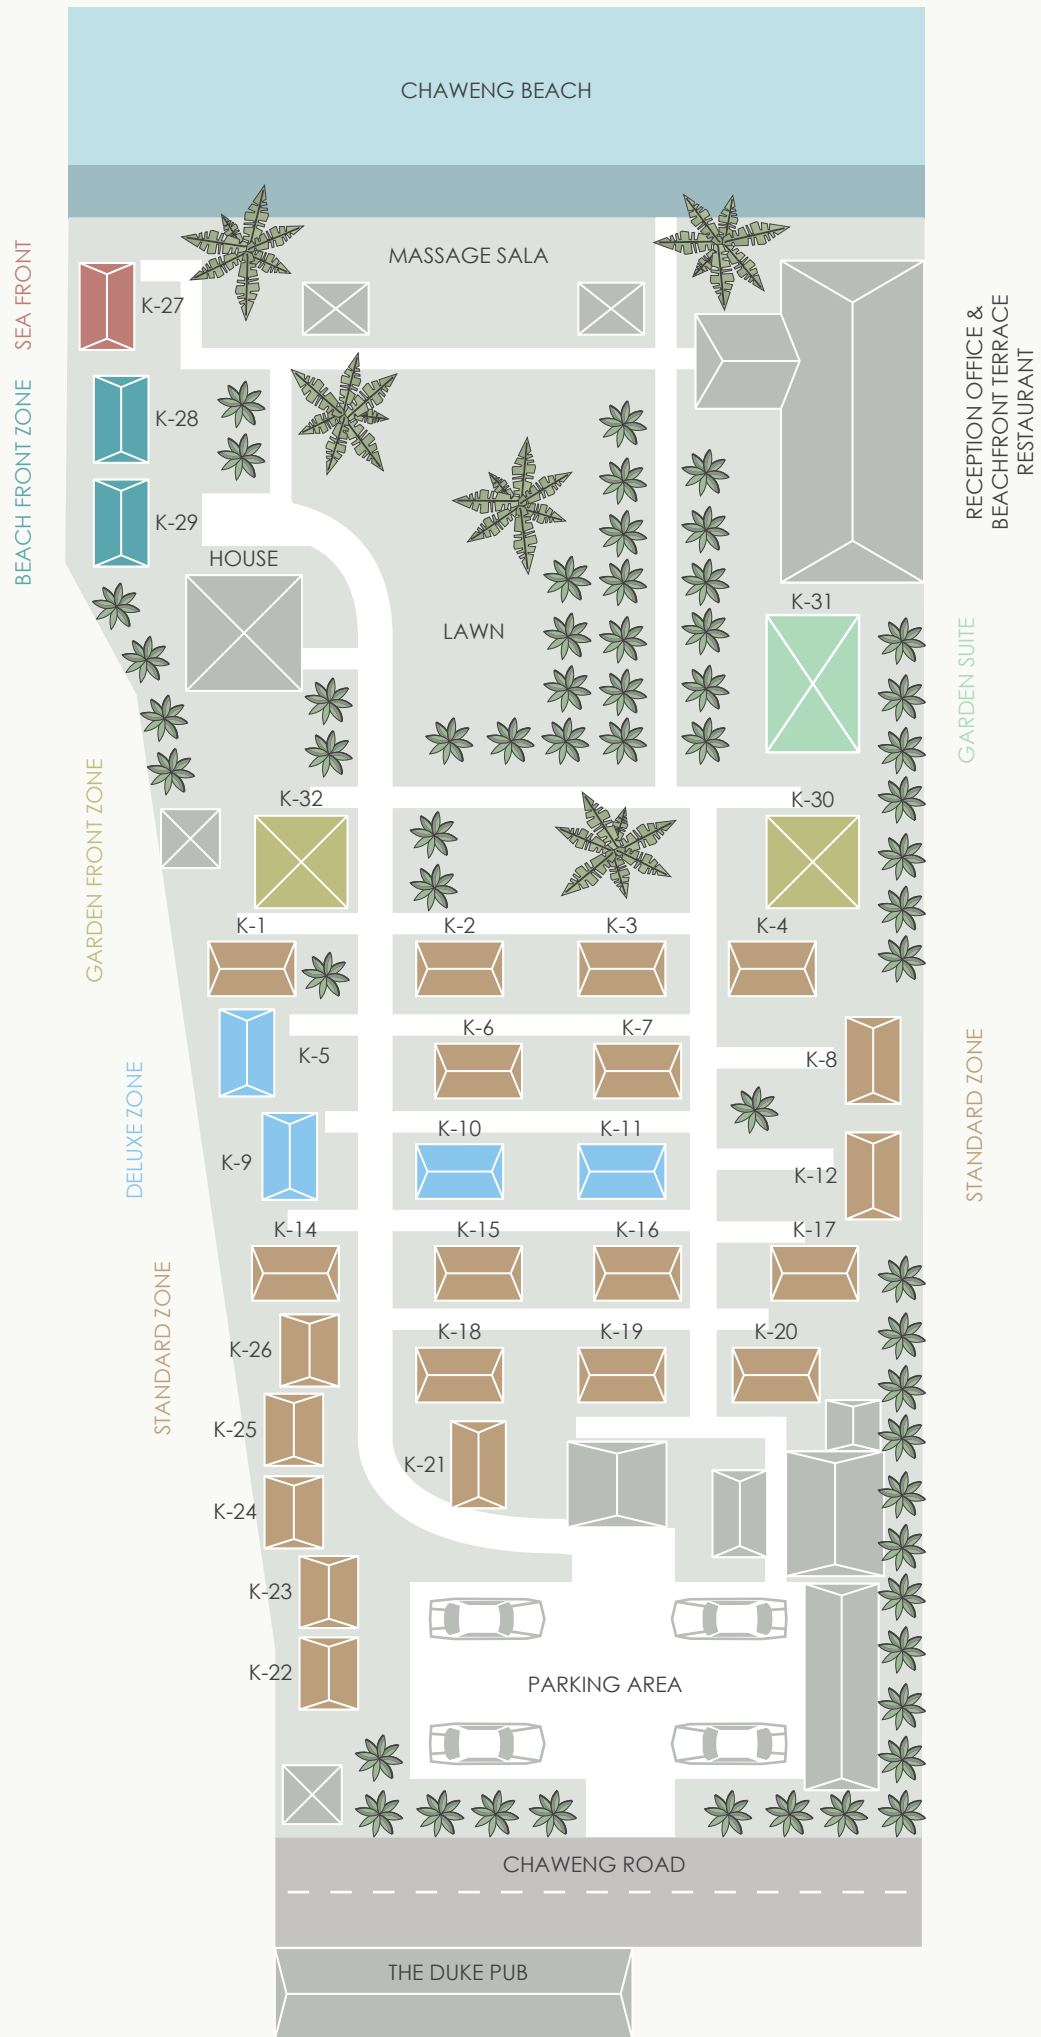 CHAWENG BEACH
MASSAGE SALA
SEA FRONT
K-27
RECEPTION OFFICE &
BEACHFRONT TERRACE
RESTAURANT
BEACH FRONT ZONE
K-28
K-29
HOUSE
LAWN
K-31
GARDEN SUITE
GARDEN FRONT ZONE
K-32
K-30
K-1
K-2
K-3
K-4
K-5
K-6
K-7
K-8
DELUXE ZONE
STANDARD ZONE
K-9
K-10
K-11
K-12
K-14
K-15
K-16
K-17
STANDARD ZONE
K-26
K-18
K-19
K-20
K-25
K-21
K-24
K-23
K-22
PARKING AREA
CHAWENG ROAD
THE DUKE PUB